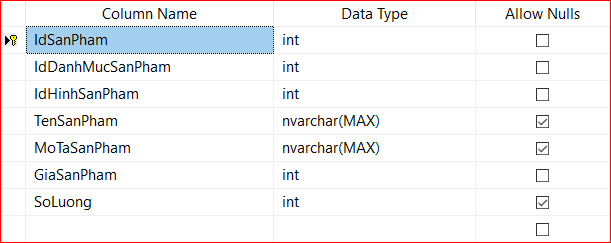 Column Name Data Type Allow Nulls
IdSanPham int
IdDanhMucSanPham int
IdHinhSanPham int
TenSanPham nvarchar(MAX)
MoTaSanPham nvarchar(MAX)
GiaSanPham int
SoLuong int